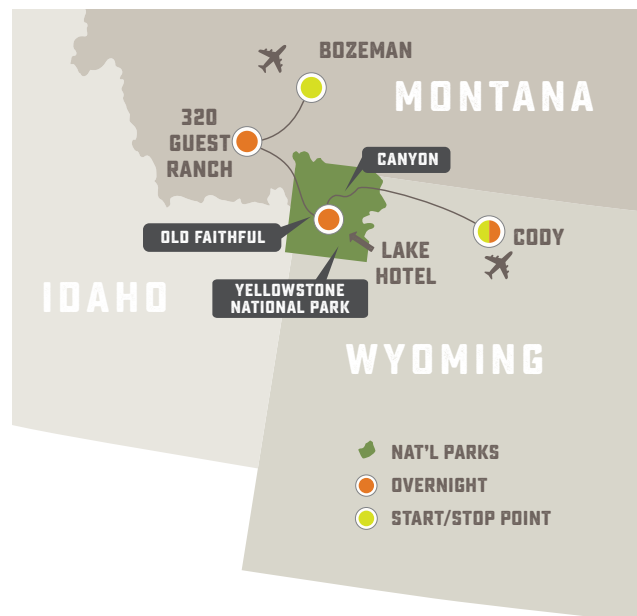 BOZEMAN
MONTANA
320
GUEST
RANCH
CANYON
OLD FAITHFUL
CODY
LAKE
HOTEL
IDAHO
YELLOWSTONE
NATIONAL PARK
WYOMING
NAT'L PARKS
OVERNIGHT
START/STOP POINT